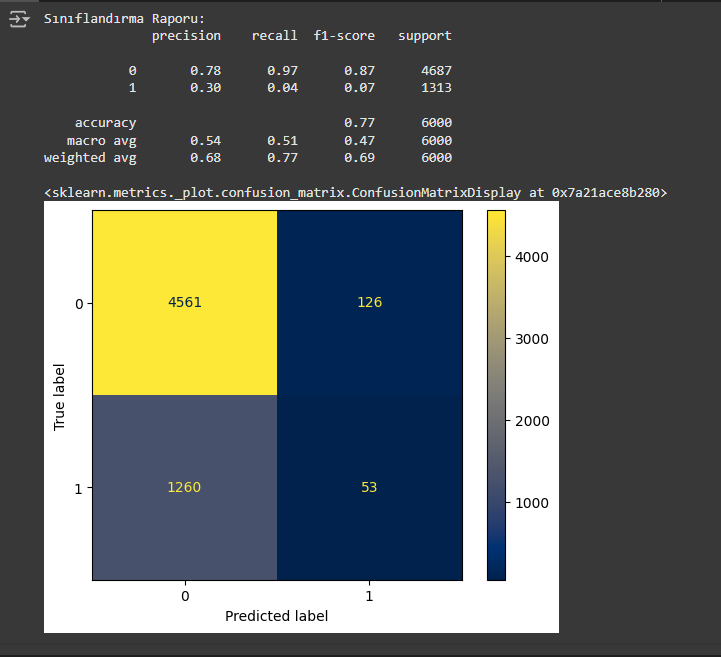 Sınıflandırma Raporu:
precision recall f1-score support
0 0.78 0.97 0.87 4687
1 0.30 0.04 0.07 1313
accuracy 0.77 6000
macro avg 0.54 0.51 0.47 6000
weighted avg 0.68 0.77 0.69 6000
<sklearn.metrics._plot.confusion_matrix.ConfusionMatrixDisplay at 0x7a21ace8b280>
4000
0 4561 126
3000
True label
2000
1 1260 53
1000
0 1
Predicted label